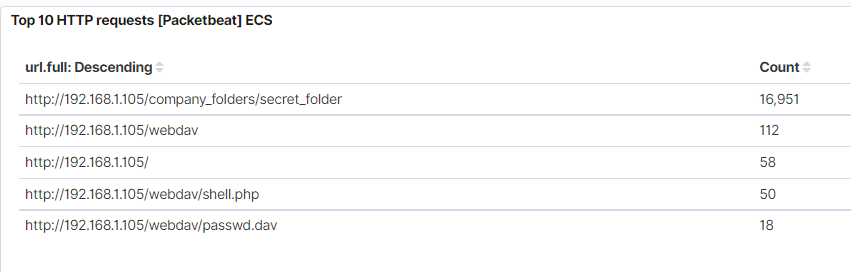 Top 10 HTTP requests [Packetbeat] ECS
url.full: Descending Count
http://192.168.1.105/company_folders/secret_folder 16,951
http://192.168.1.105/webdav 112
http://192.168.1.105/ 58
http://192.168.1.105/webdav/shell.php 50
http://192.168.1.105/webdav/passwd.dav 18